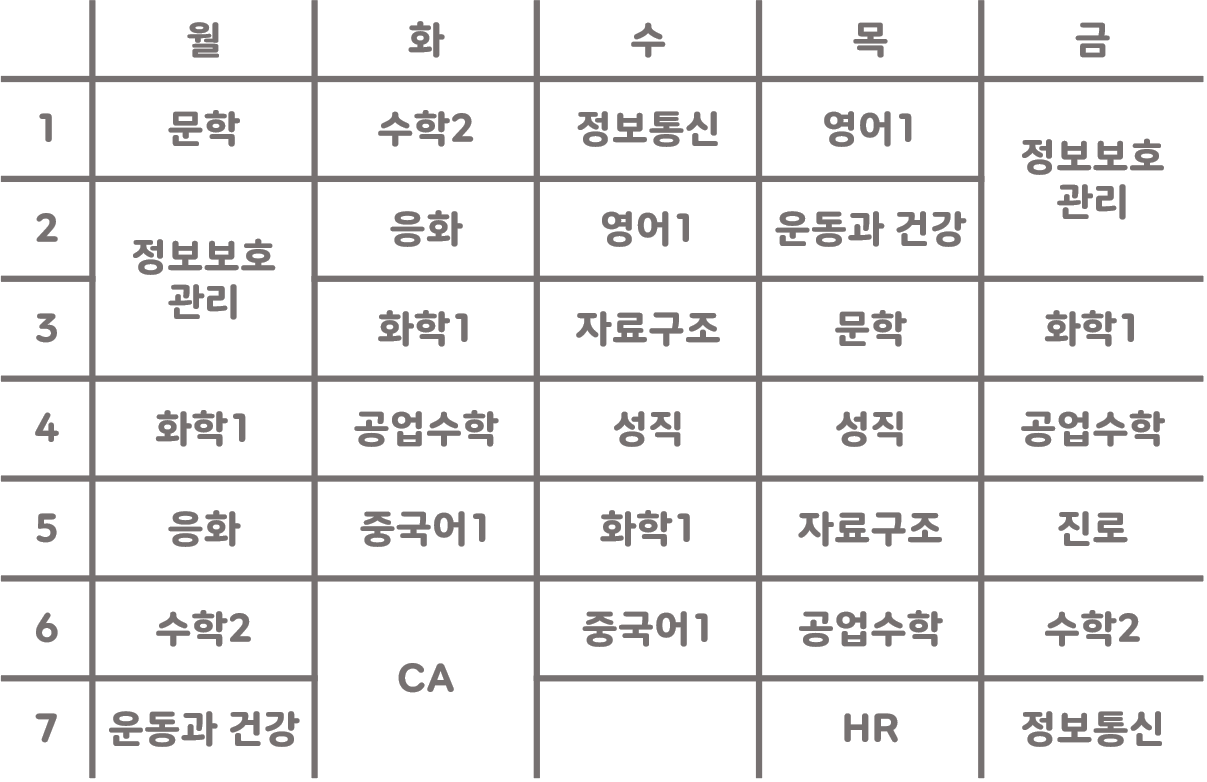 월 화 수 목 금
1 문학 수학2 정보통신 영어1 정보보호
관리
2 정보보호
관리 응화 영어1 운동과 건강
3 화학1 자료구조 문학 화학1
4 화학1 공업수학 성직 성직 공업수학
5 응화 중국어1 화학1 자료구조 진로
6 수학2 CA 중국어1 공업수학 수학2
7 운동과 건강 HR 정보통신